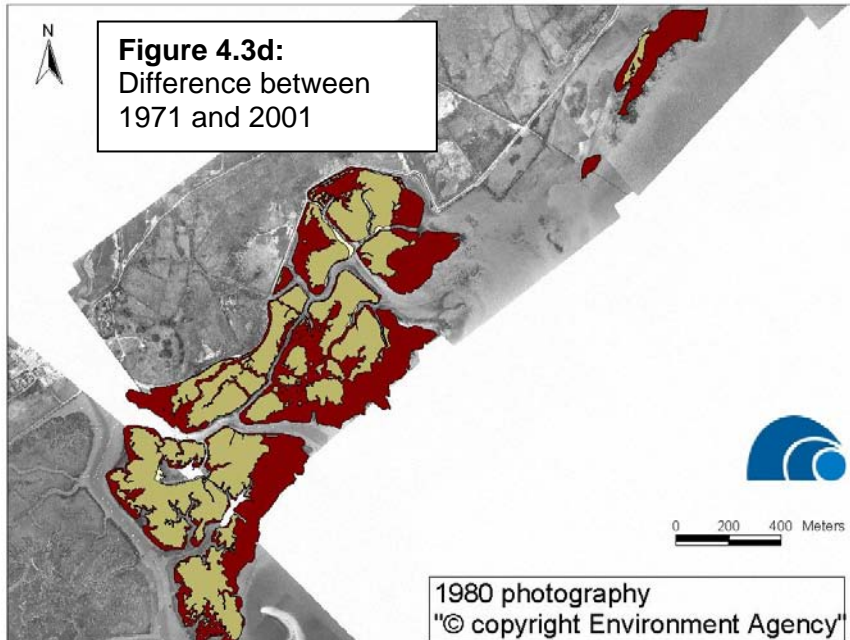 N
Figure 4.3d:
Difference between
1971 and 2001
0 200 400 Meters
1980 photography
"© copyright Environment Agency"